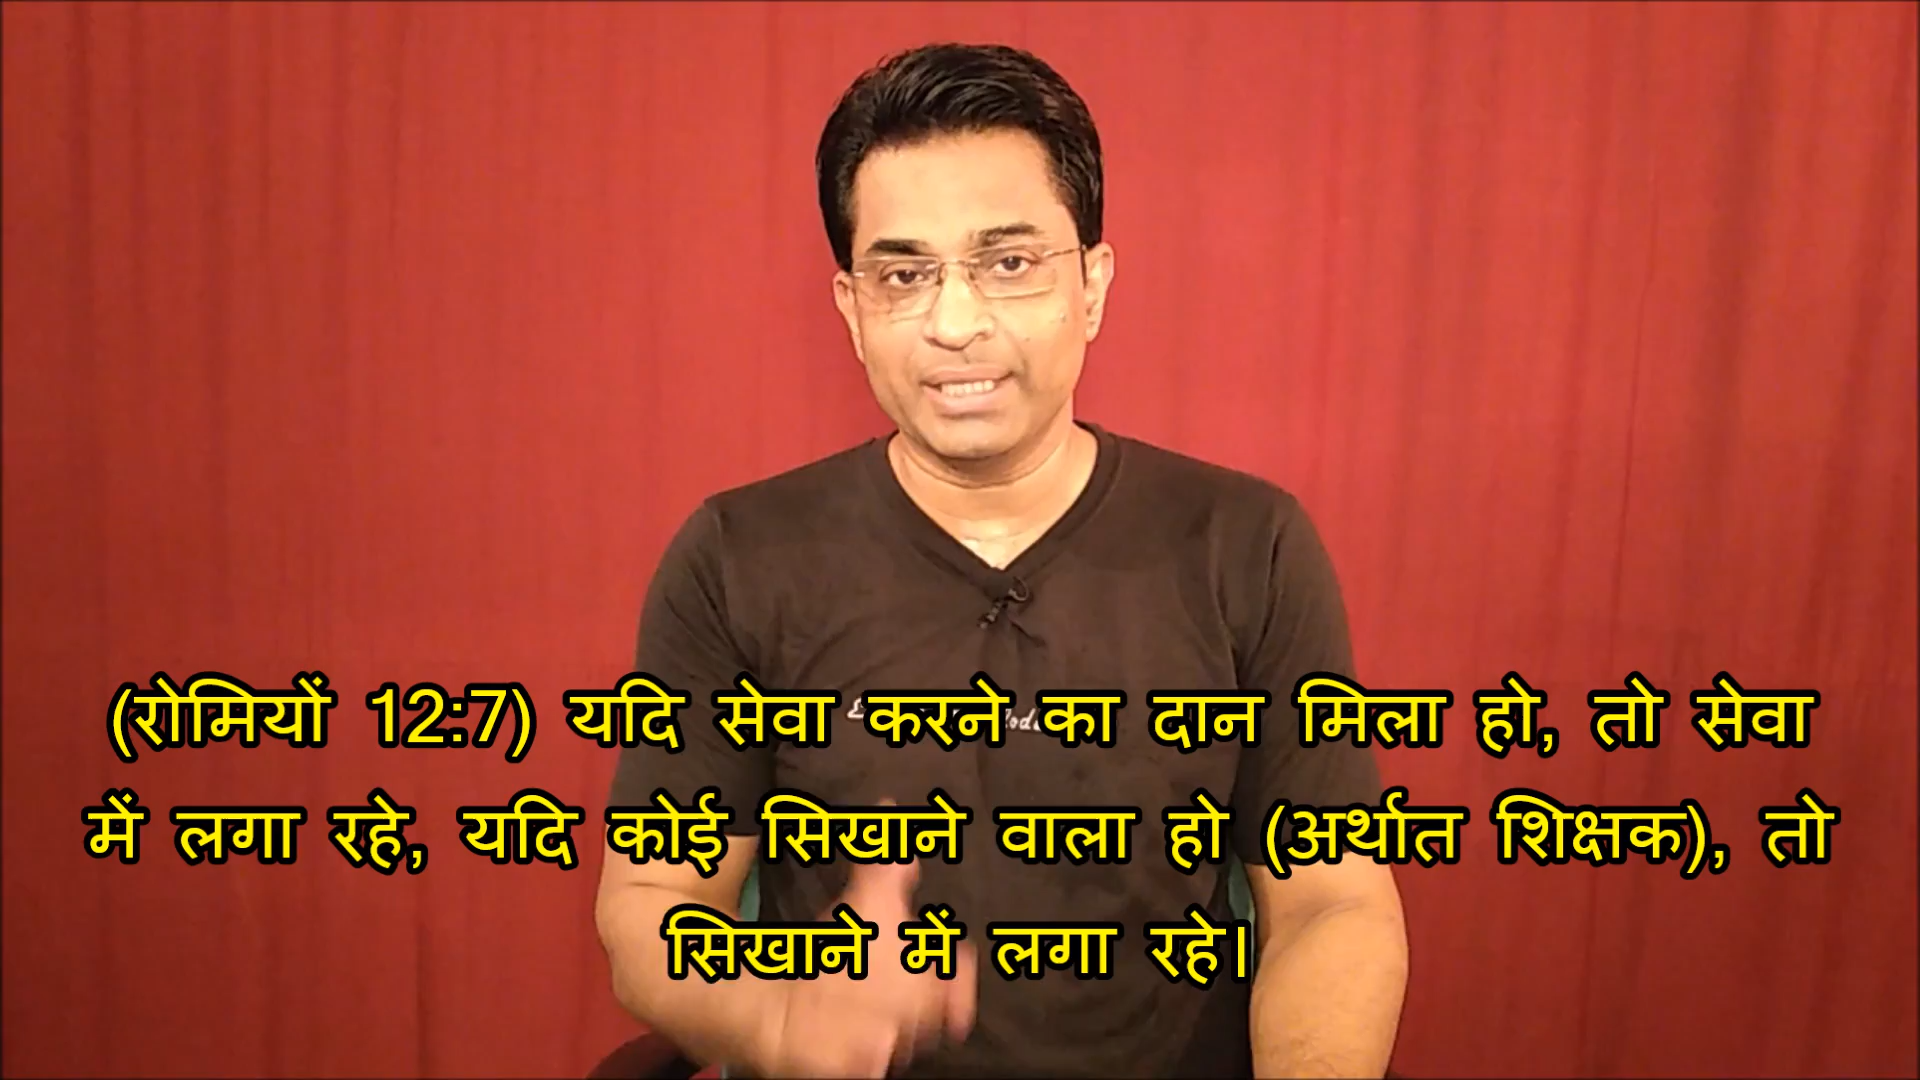 (रोमियों 12:7) यदि सेवा करने का दान मिला हो, तो सेवा
में लगा रहे, यदि कोई सिखाने वाला हो (अर्थात शिक्षक), तो
सिखाने में लगा रहे।